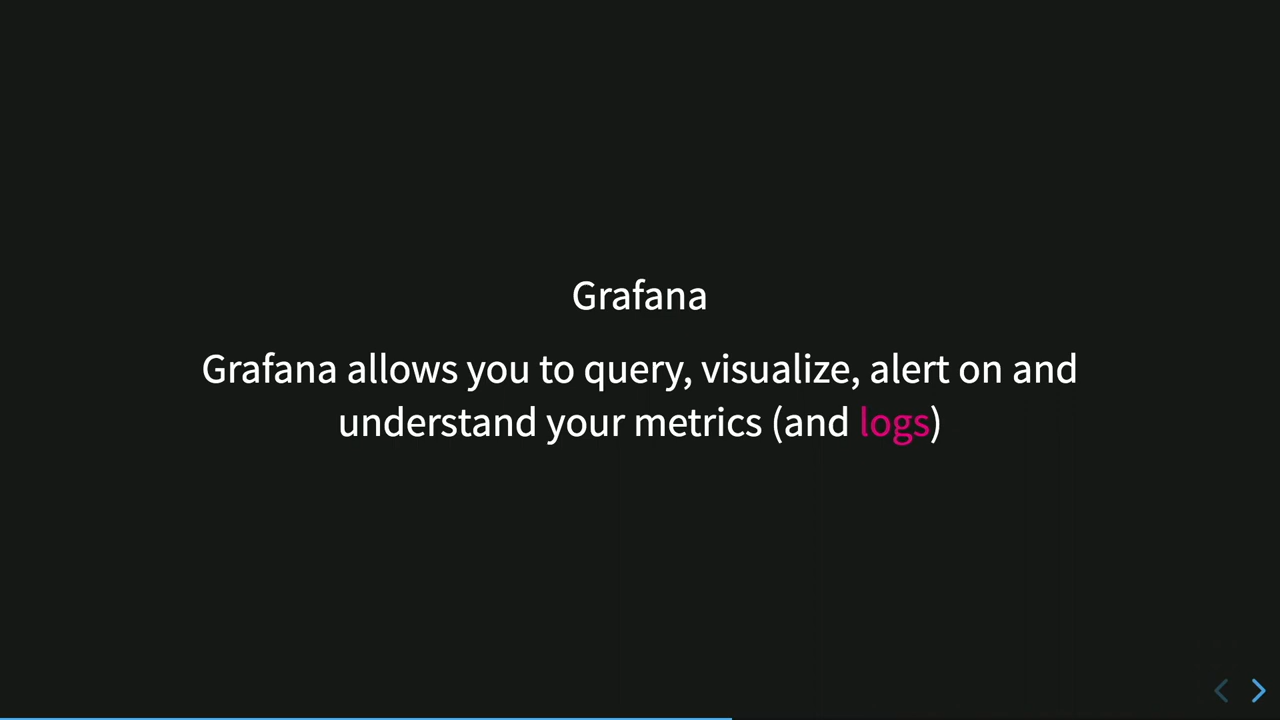 Grafana
Grafana allows you to query, visualize, alert on and
understand your metrics (and logs)